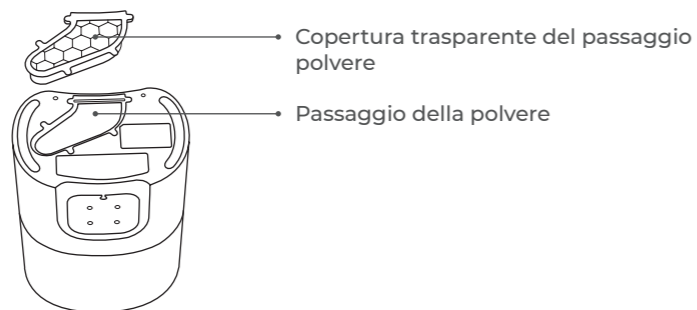 Copertura trasparente del passaggio
polvere
Passaggio della polvere